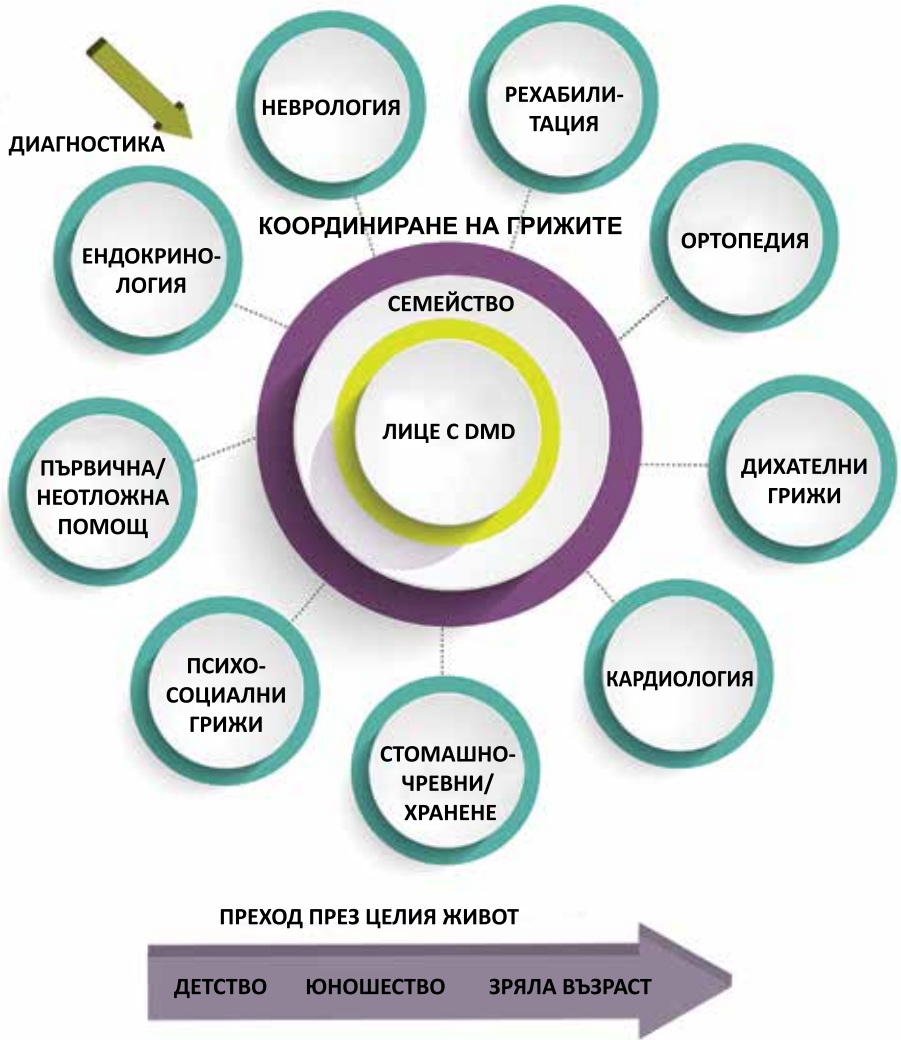 ДИАГНОСТИКА
НЕВРОЛОГИЯ
РЕХАБИЛИ-
ТАЦИЯ
КООРДИНИРАНЕ НА ГРИЖИТЕ
ЕНДОКРИНО-
ЛОГИЯ
ОРТОПЕДИЯ
СЕМЕЙСТВО
ЛИЦЕ С DMD
ПЪРВИЧНА/
НЕОТЛОЖНА
ПОМОЩ
ДИХАТЕЛНИ
ГРИЖИ
ПСИХО-
СОЦИАЛНИ
ГРИЖИ
КАРДИОЛОГИЯ
СТОМАШНО-
ЧРЕВНИ/
ХРАНЕНЕ
ПРЕХОД ПРЕЗ ЦЕЛИЯ ЖИВОТ
ДЕТСТВО ЮНОШЕСТВО ЗРЯЛА ВЪЗРАСТ